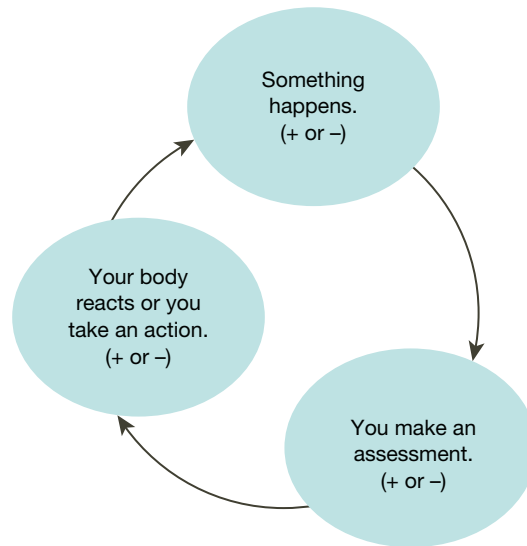 Something
happens.
(+ or –)
Your body
reacts or you
take an action.
(+ or –)
You make an
assessment.
(+ or –)